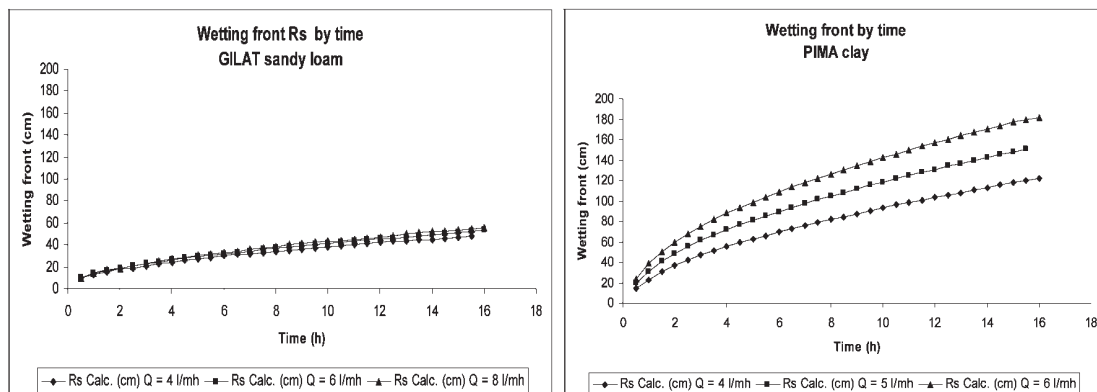 Wetting front Rs by time
GILAT sandy loam
Wetting front (cm)
200
180
160
140
120
100
80
60
40
20
0
0 2 4 6 8 10 12 14 16 18
Time (h)
Rs Calc. (cm) Q = 4 l/mh Rs Calc. (cm) Q = 6 l/mh Rs Calc. (cm) Q = 8 l/mh
Wetting front by time
PIMA clay
Wetting front (cm)
200
180
160
140
120
100
80
60
40
20
0
0 2 4 6 8 10 12 14 16 18
Time (h)
Rs Calc. (cm) Q = 4 l/mh Rs Calc. (cm) Q = 5 l/mh Rs Calc. (cm) Q = 6 l/mh